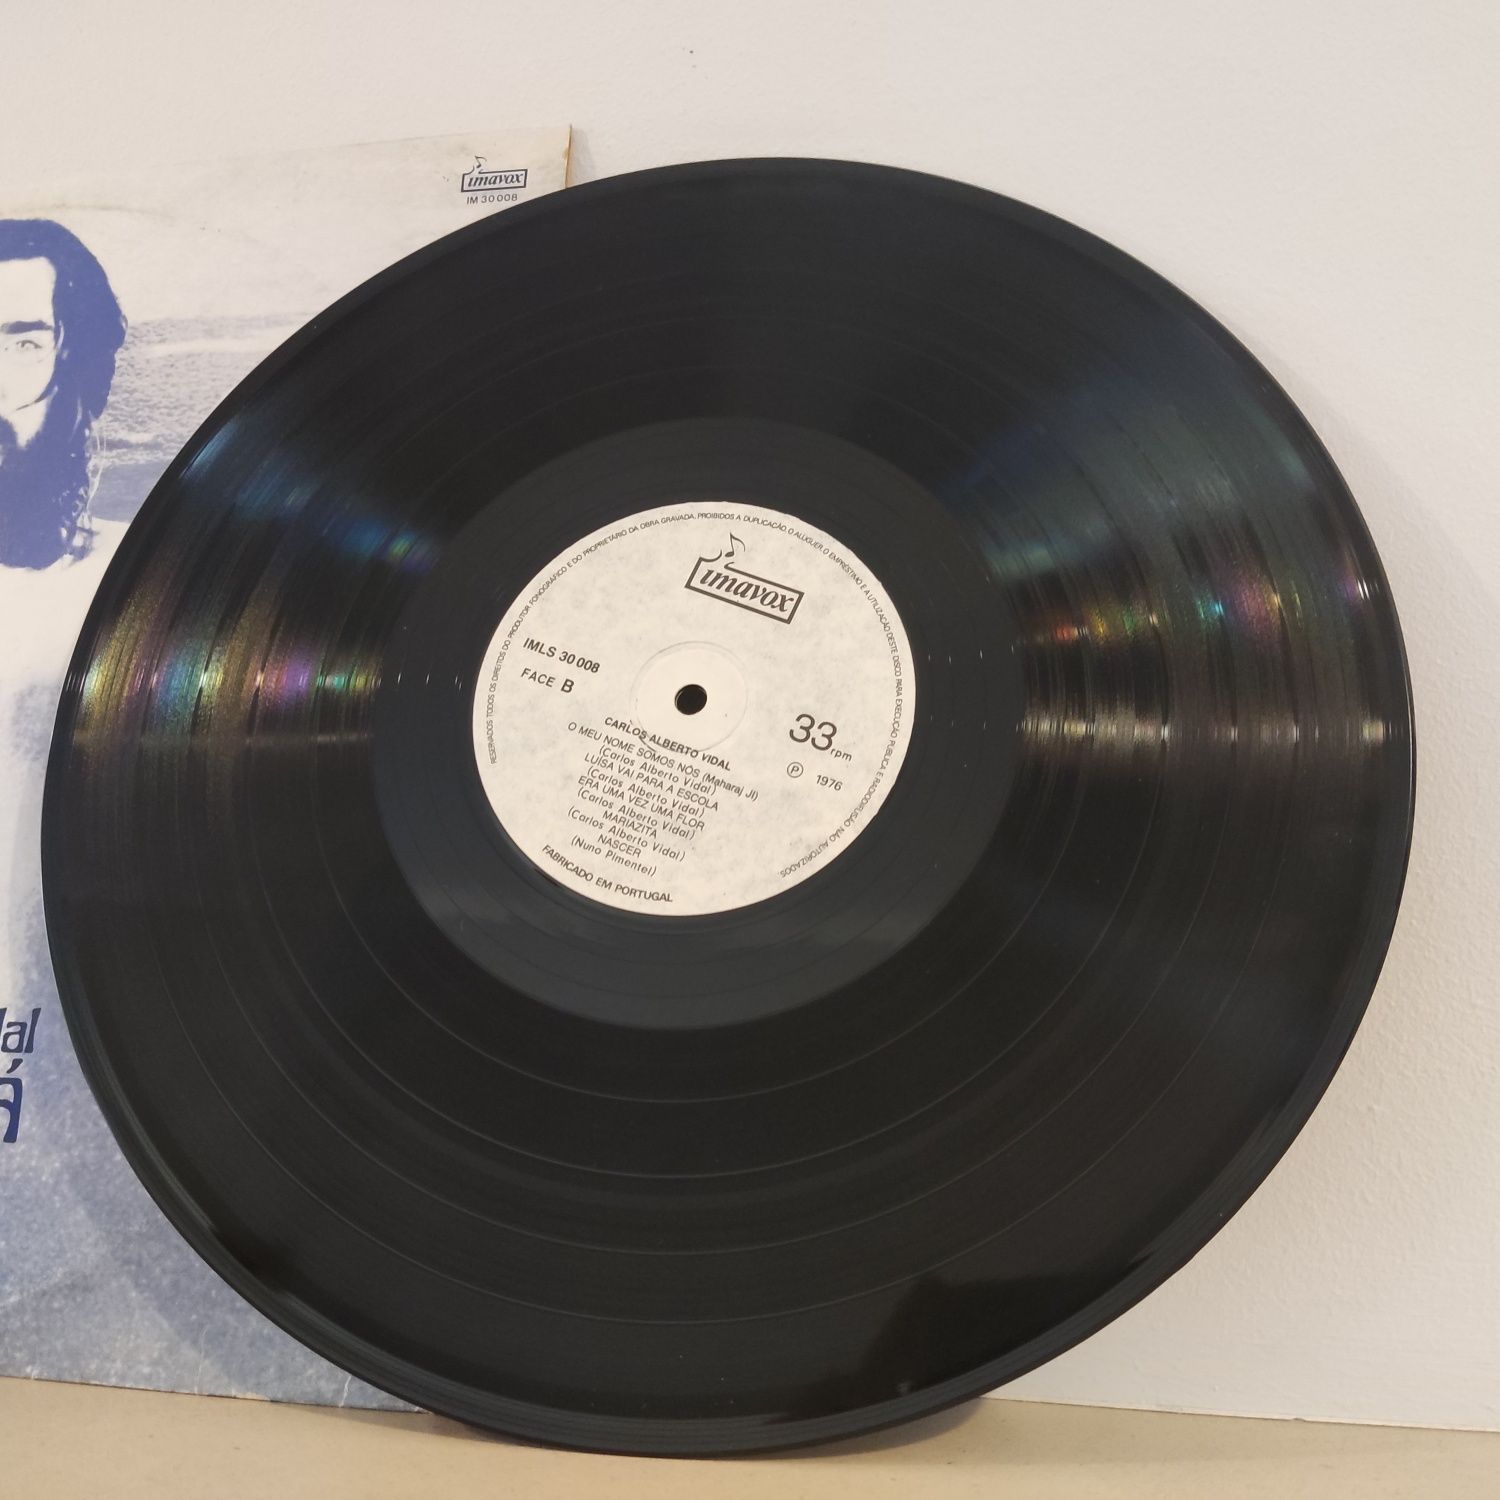 imavox
IM 30 008
dal
RESERVADOS TODOS OS DIREITOS DO PRODUTOR FONOGRÁFICO E DO PROPRIETÁRIO DA OBRA GRAVADA. PROIBIDOS A DUPLICAÇÃO, O ALUGUER, O EMPRÉSTIMO E A UTILIZAÇÃO DESTE DISCO PARA EXECUÇÃO PÚBLICA E RADIODIFUSÃO NÃO AUTORIZADOS.
imavox
IMLS 30 008
FACE B
33 rpm
Ⓟ 1976
CARLOS ALBERTO VIDAL
O MEU NOME SOMOS NÓS (Maharaj JI)
(Carlos Alberto Vidal)
LUÍSA VAI PARA A ESCOLA
(Carlos Alberto Vidal)
ERA UMA VEZ UMA FLOR
(Carlos Alberto Vidal)
MARIAZITA
(Carlos Alberto Vidal)
NASCER
(Nuno Pimentel)
FABRICADO EM PORTUGAL